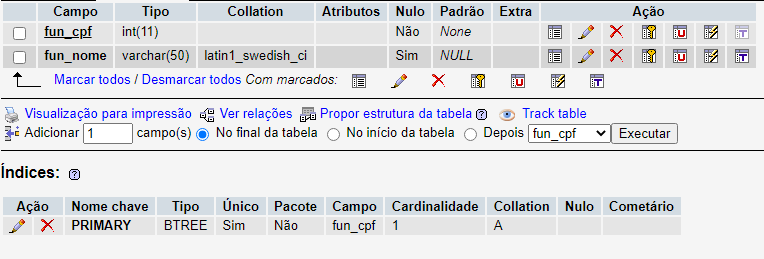 Campo Tipo Collation Atributos Nulo Padrão Extra Ação
fun_cpf int(11) Não None
fun_nome varchar(50) latin1_swedish_ci Sim NULL
Marcar todos / Desmarcar todos Com marcados:
Visualização para impressão Ver relações Propor estrutura da tabela Track table
Adicionar 1 campo(s) No final da tabela No início da tabela Depois fun_cpf Executar
Índices:
Ação Nome chave Tipo Único Pacote Campo Cardinalidade Collation Nulo Cometário
PRIMARY BTREE Sim Não fun_cpf 1 A